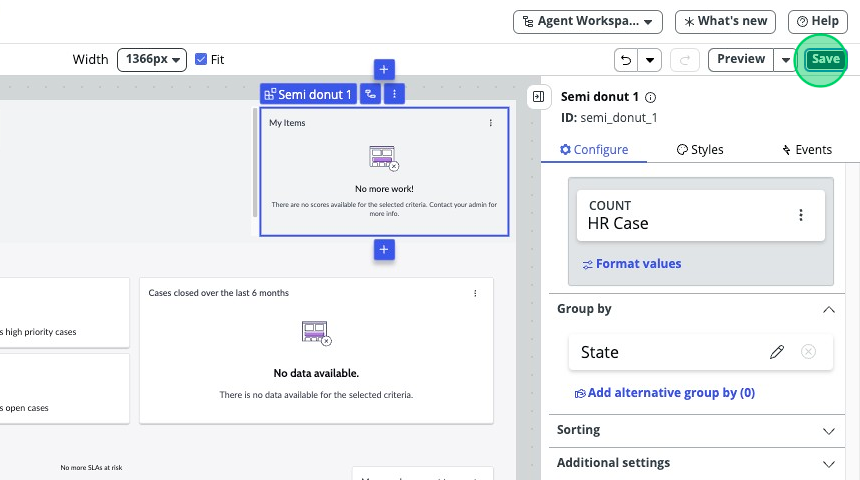 Agent Workspa...
What's new
Help
Width
1366px
Fit
Preview
Save
Semi donut 1
My Items
No more work!
There are no scores available for the selected criteria. Contact your admin for
more info.
Cases closed over the last 6 months
No data available.
There is no data available for the selected criteria.
s high priority cases
s open cases
No more SLAs at risk
Semi donut 1
ID: semi_donut_1
Configure
Styles
Events
COUNT
HR Case
Format values
Group by
State
Add alternative group by (0)
Sorting
Additional settings